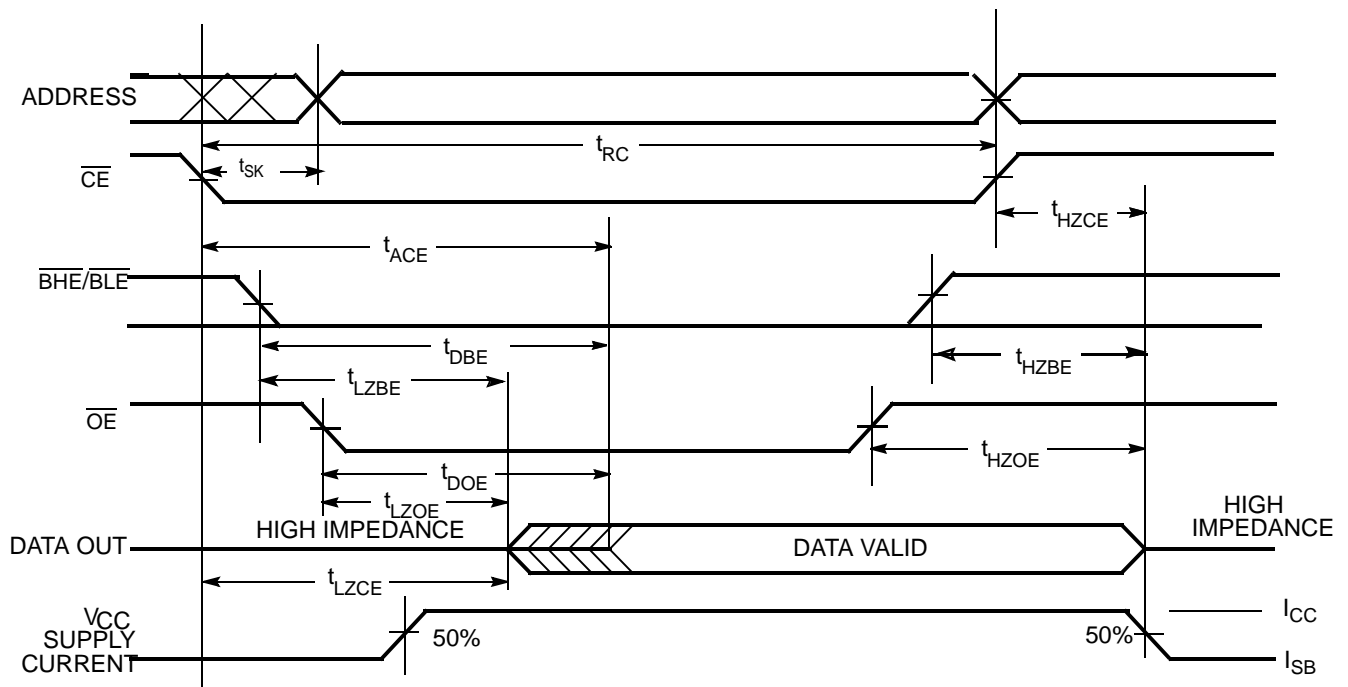 ADDRESS
tRC
tSK
CE
tHZCE
tACE
BHE/BLE
tDBE
tHZBE
tLZBE
OE
tHZOE
tDOE
tLZOE
HIGH IMPEDANCE
HIGH
IMPEDANCE
DATA OUT
DATA VALID
tLZCE
VCC
SUPPLY
CURRENT
50%
50%
ICC
ISB